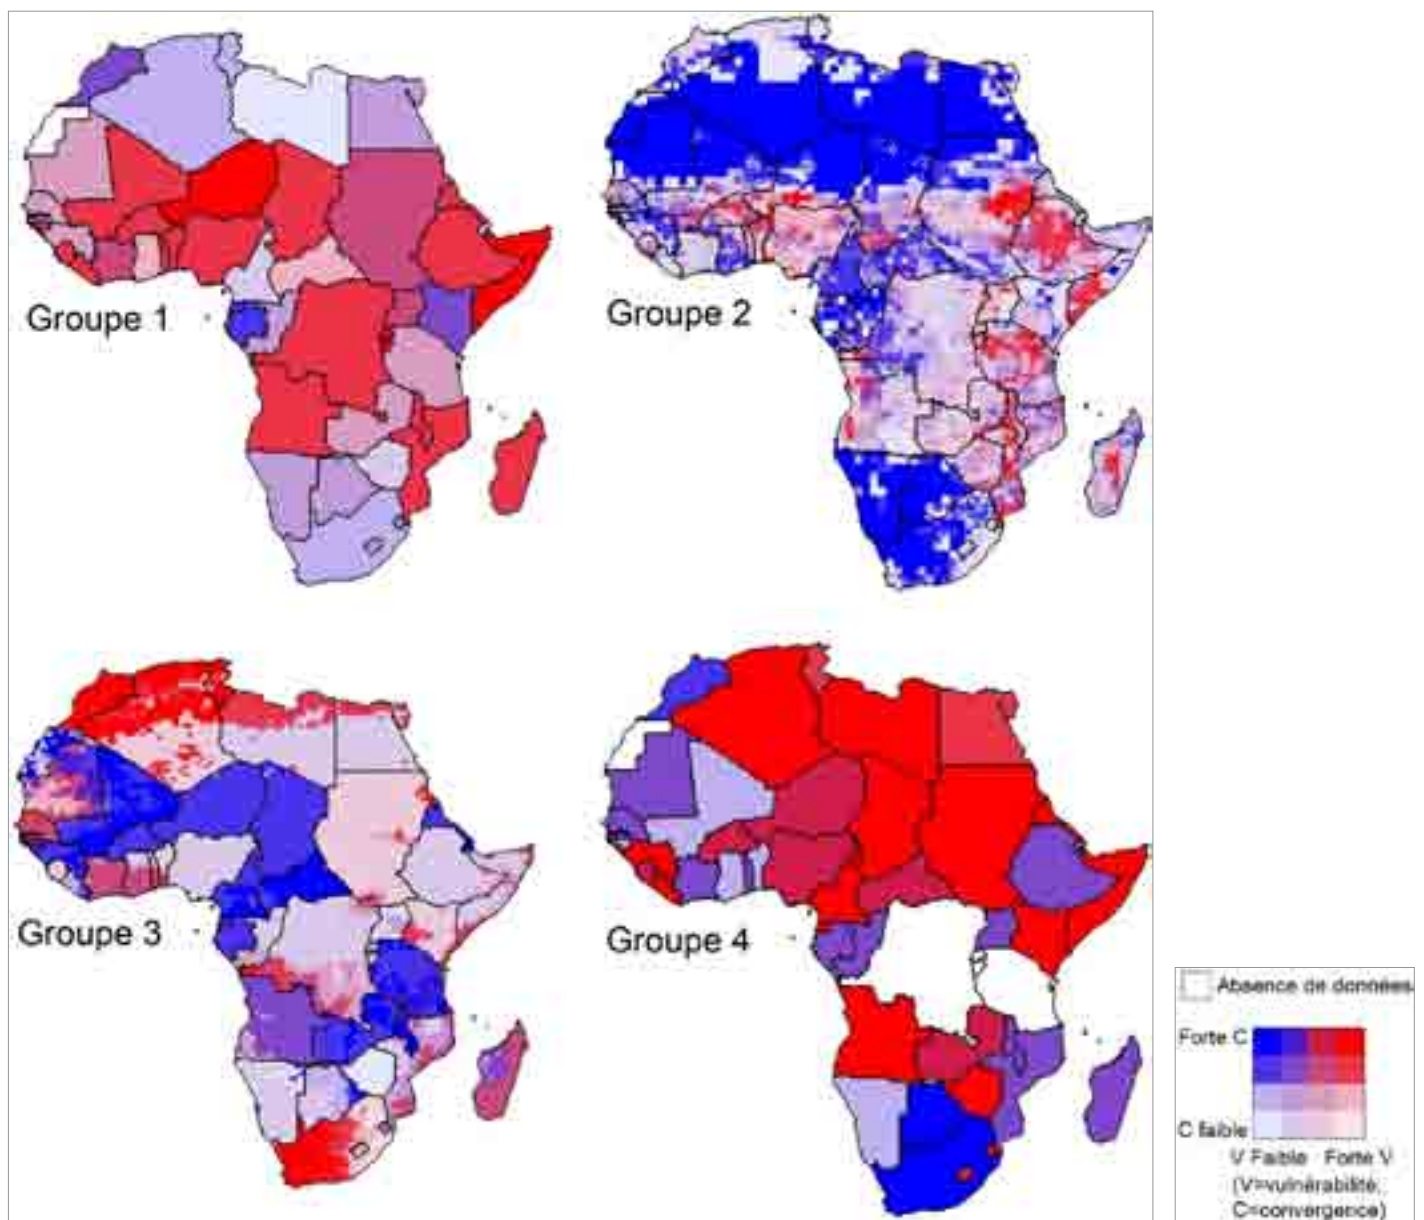 Groupe 1
Groupe 2
Groupe 3
Groupe 4
Absence de données
Forte C
C faible
V Faible Forte V
(V=vulnérabilité,
C=convergence)